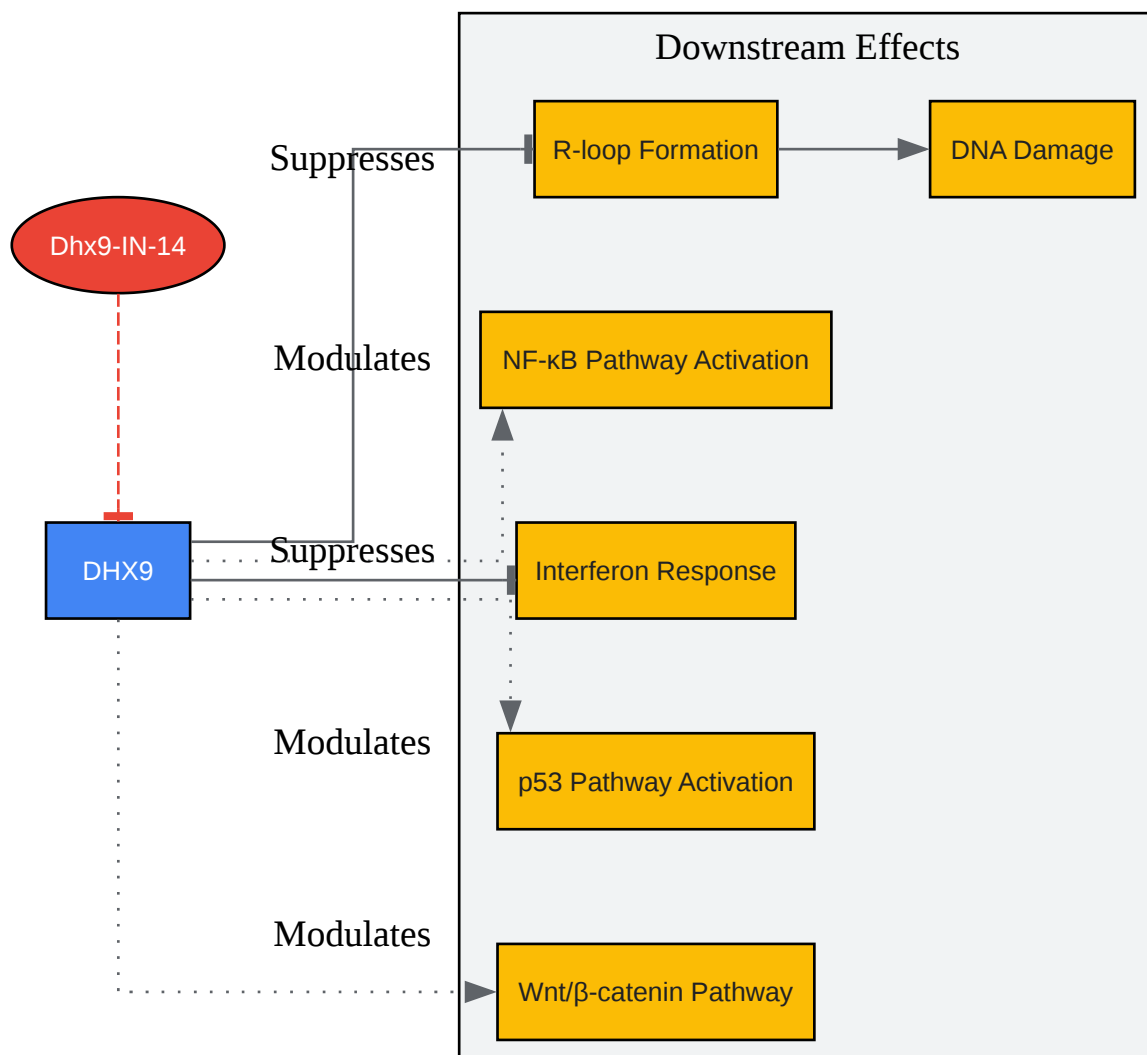 Downstream Effects
Suppresses
R-loop Formation
DNA Damage
Dhx9-IN-14
Modulates
NF-κB Pathway Activation
Suppresses
DHX9
Interferon Response
Modulates
p53 Pathway Activation
Modulates
Wnt/β-catenin Pathway